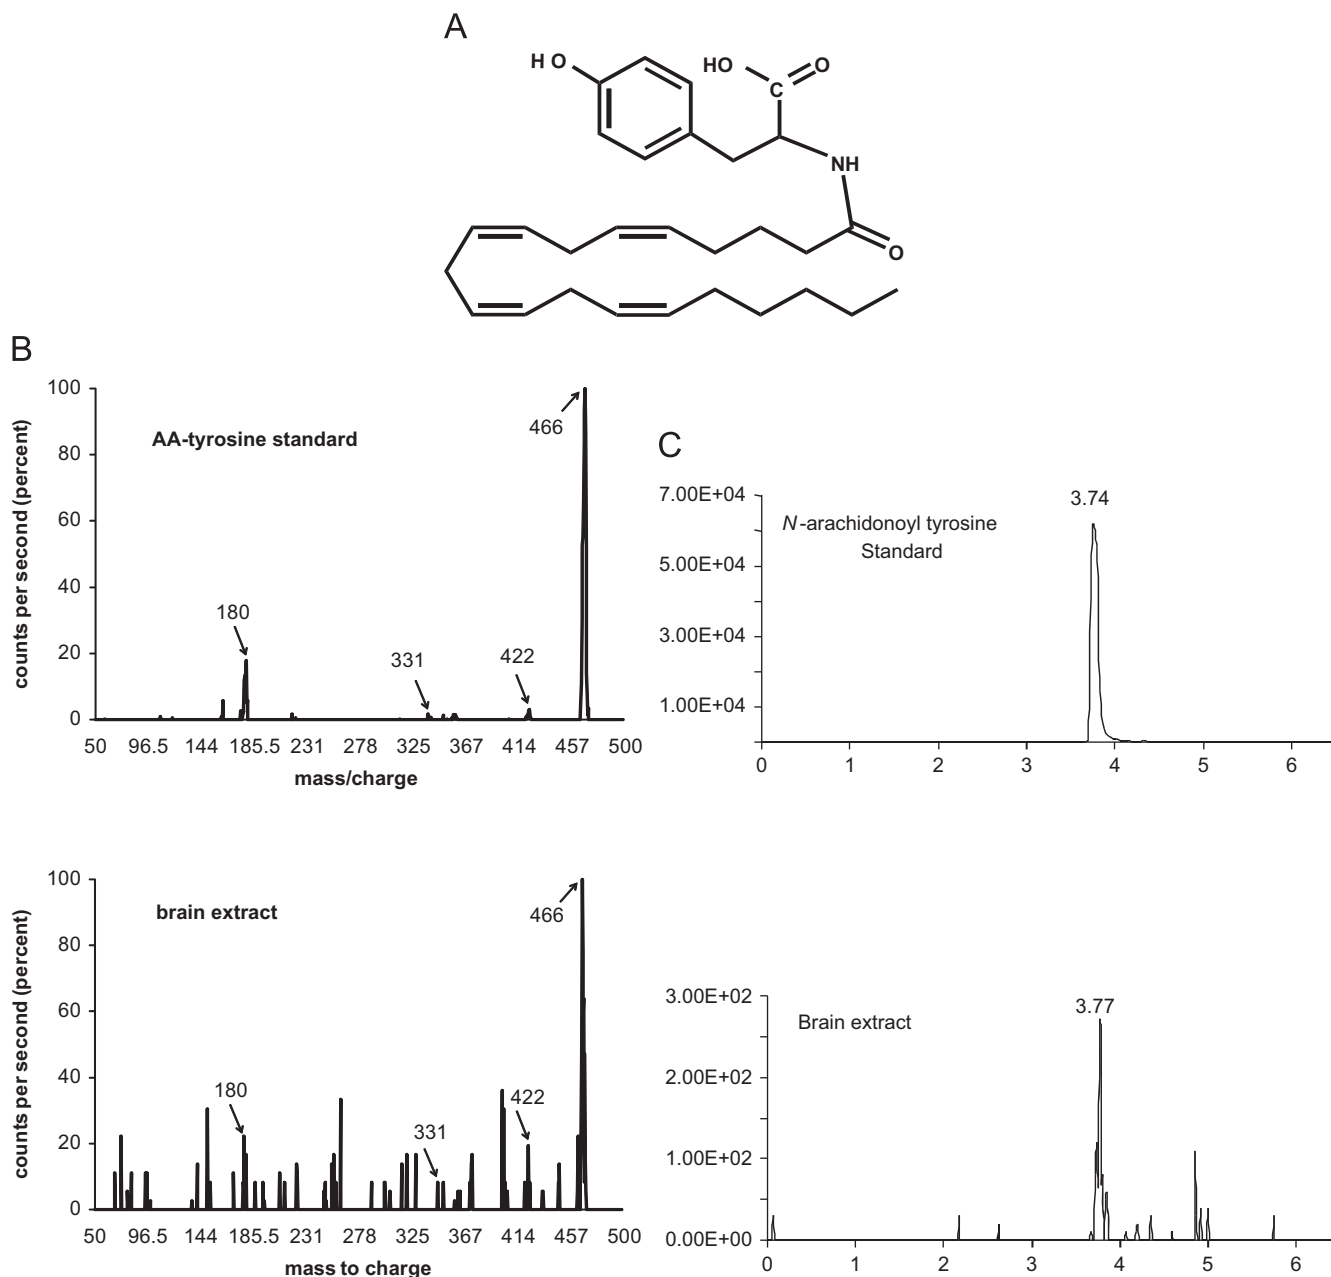 A
H O
HO
O
C
NH
O
B
100
80
60
40
20
0
counts per second (percent)
AA-tyrosine standard
466
180
331
422
50 96.5 144 185.5 231 278 325 367 414 457 500
mass/charge
C
7.00E+04
5.00E+04
3.00E+04
1.00E+04
N-arachidonoyl tyrosine
Standard
3.74
0 1 2 3 4 5 6
100
80
60
40
20
0
counts per second (percent)
brain extract
466
180
331
422
50 96.5 144 185.5 231 278 325 367 414 457 500
mass to charge
3.00E+02
2.00E+02
1.00E+02
0.00E+00
Brain extract
3.77
0 1 2 3 4 5 6